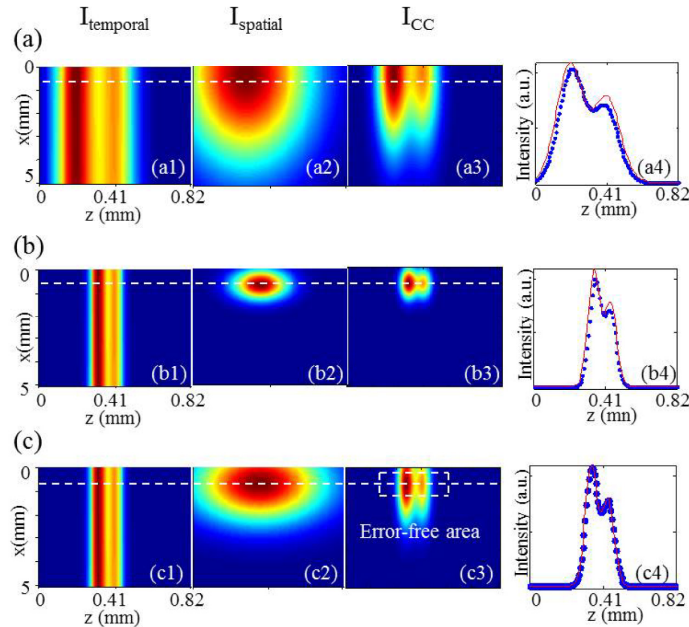 I_temporal I_spatial I_CC
(a)
0
x(mm)
5
(a1) (a2) (a3) (a4)
Intensity (a.u.)
0 0.41 0.82
z (mm)
0 0.41 0.82
z (mm)
(b)
0
x(mm)
5
(b1) (b2) (b3) (b4)
Intensity (a.u.)
0 0.41 0.82
z (mm)
0 0.41 0.82
z (mn)
(c)
0
x(mm)
5
Error-free area
(c1) (c2) (c3) (c4)
Intensity (a.u.)
0 0.41 0.82
z (mm)
0 0.41 0.82
z (mm)